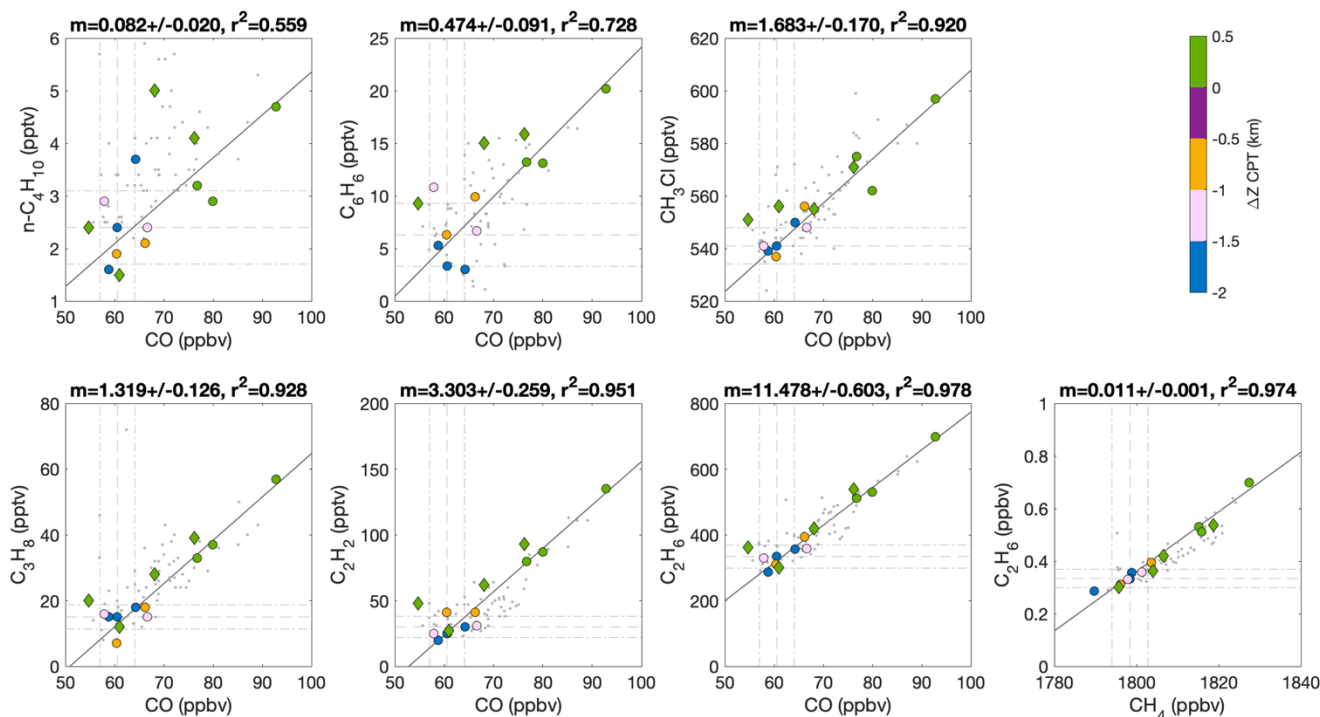 m=0.082+/-0.020, r²=0.559
6
5
4
3
2
1
n-C₄H₁₀ (pptv)
50 60 70 80 90 100
CO (ppbv)
m=0.474+/-0.091, r²=0.728
25
20
15
10
5
0
C₆H₆ (pptv)
50 60 70 80 90 100
CO (ppbv)
m=1.683+/-0.170, r²=0.920
620
600
580
560
540
520
CH₃Cl (pptv)
50 60 70 80 90 100
CO (ppbv)
0.5
0
-0.5
-1
-1.5
-2
ΔZ CPT (km)
m=1.319+/-0.126, r²=0.928
80
60
40
20
0
C₃H₈ (pptv)
50 60 70 80 90 100
CO (ppbv)
m=3.303+/-0.259, r²=0.951
200
150
100
50
0
C₂H₂ (pptv)
50 60 70 80 90 100
CO (ppbv)
m=11.478+/-0.603, r²=0.978
800
600
400
200
0
C₂H₆ (pptv)
50 60 70 80 90 100
CO (ppbv)
m=0.011+/-0.001, r²=0.974
1
0.8
0.6
0.4
0.2
0
C₂H₆ (ppbv)
1780 1800 1820 1840
CH₄ (ppbv)